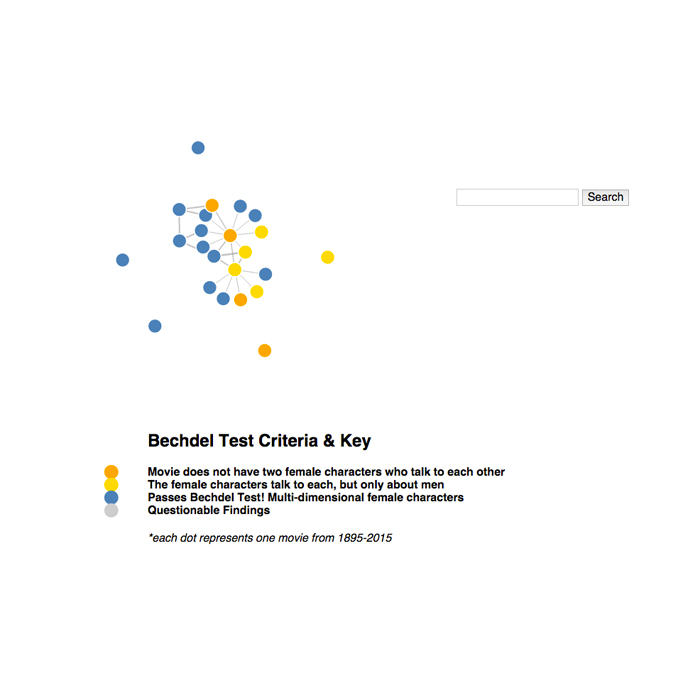 Search
Bechdel Test Criteria & Key
Movie does not have two female characters who talk to each other
The female characters talk to each, but only about men
Passes Bechdel Test! Multi-dimensional female characters
Questionable Findings
*each dot represents one movie from 1895-2015